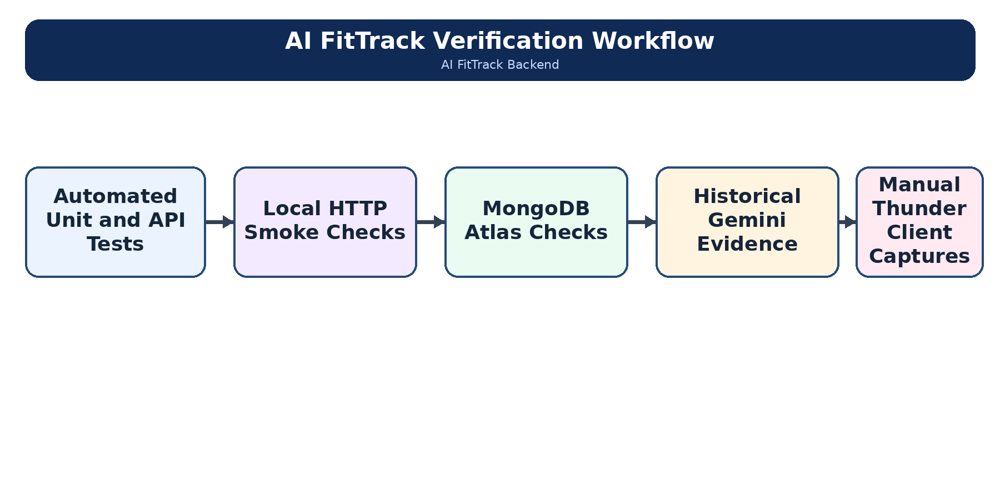 AI FitTrack Verification Workflow
AI FitTrack Backend
Automated
Unit and API
Tests
Local HTTP
Smoke Checks
MongoDB
Atlas Checks
Historical
Gemini
Evidence
Manual
Thunder
Client
Captures